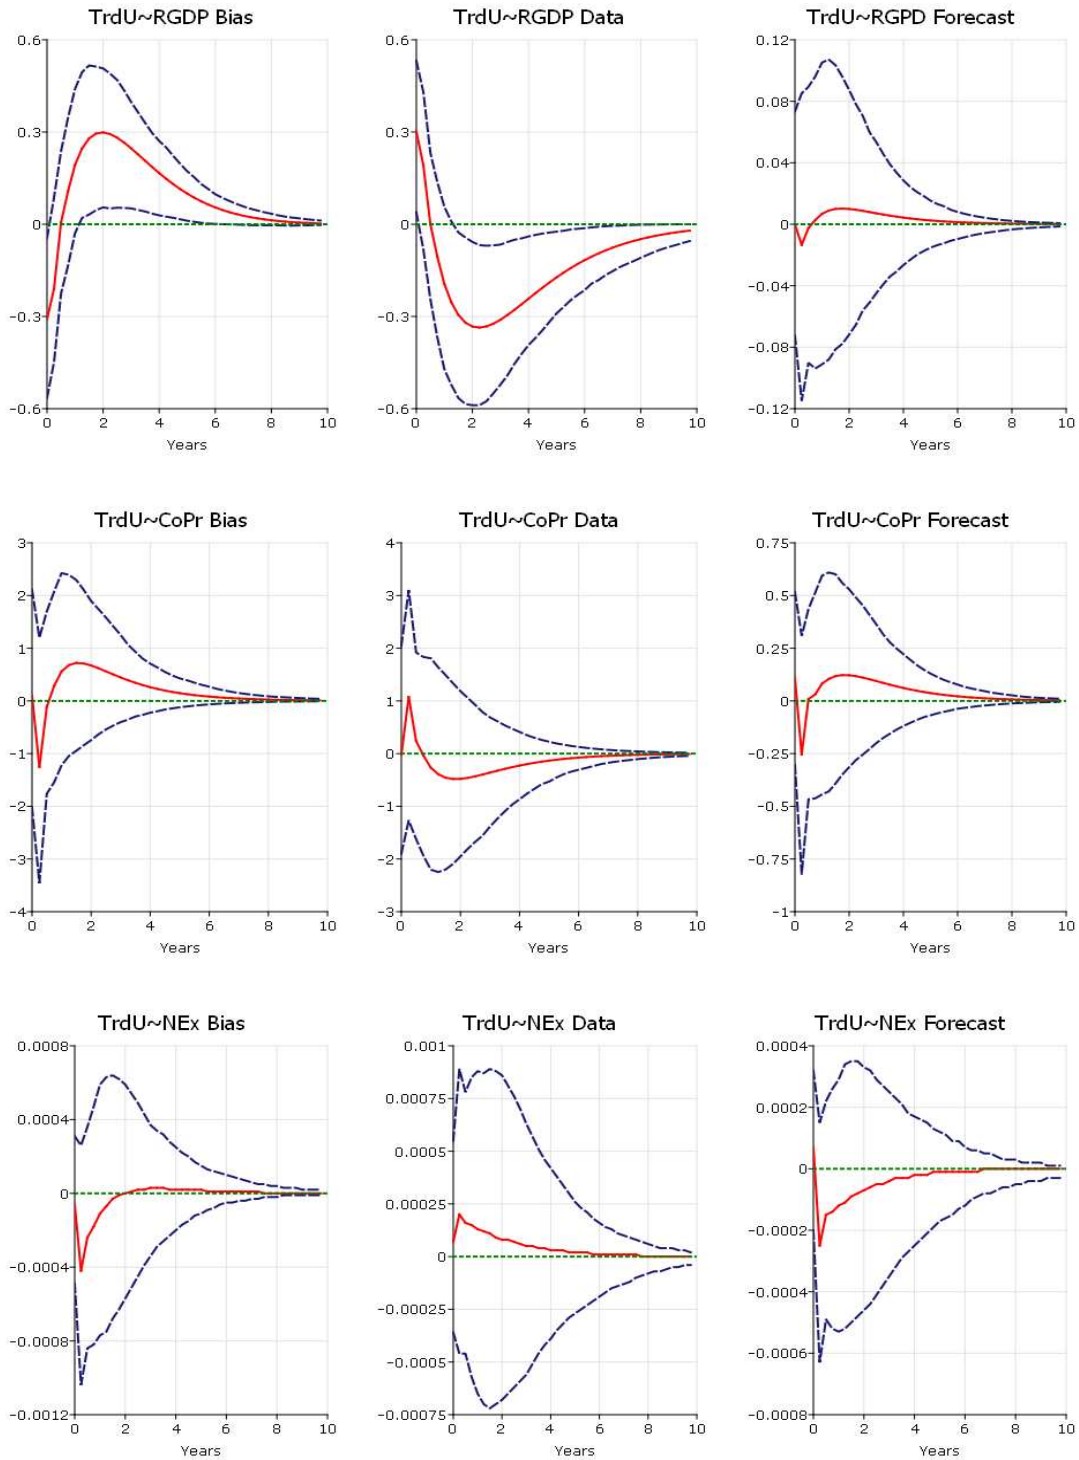 TrdU~RGDP Bias TrdU~RGDP Data TrdU~RGPD Forecast
0.6 0.6 0.12
0.08
0.3 0.3
0.04
0 0 0
-0.04
-0.3 -0.3
-0.08
-0.6 -0.6 -0.12
0 2 4 6 8 10 0 2 4 6 8 10 0 2 4 6 8 10
Years Years Years
TrdU~CoPr Bias TrdU~CoPr Data TrdU~CoPr Forecast
3 4 0.75
2 3 0.5
1 2 0.25
0 1 0
-1 0 -0.25
-2 -1 -0.5
-3 -2 -0.75
-4 -3 -1
0 2 4 6 8 10 0 2 4 6 8 10 0 2 4 6 8 10
Years Years Years
TrdU~NEx Bias TrdU~NEx Data TrdU~NEx Forecast
0.0008 0.001 0.0004
0.00075
0.0004 0.0002
0.0005
0 0.00025 0
-0.0002
0
-0.0004 -0.0004
-0.00025
-0.0008 -0.0005 -0.0006
-0.0012 -0.00075 -0.0008
0 2 4 6 8 10 0 2 4 6 8 10 0 2 4 6 8 10
Years Years Years